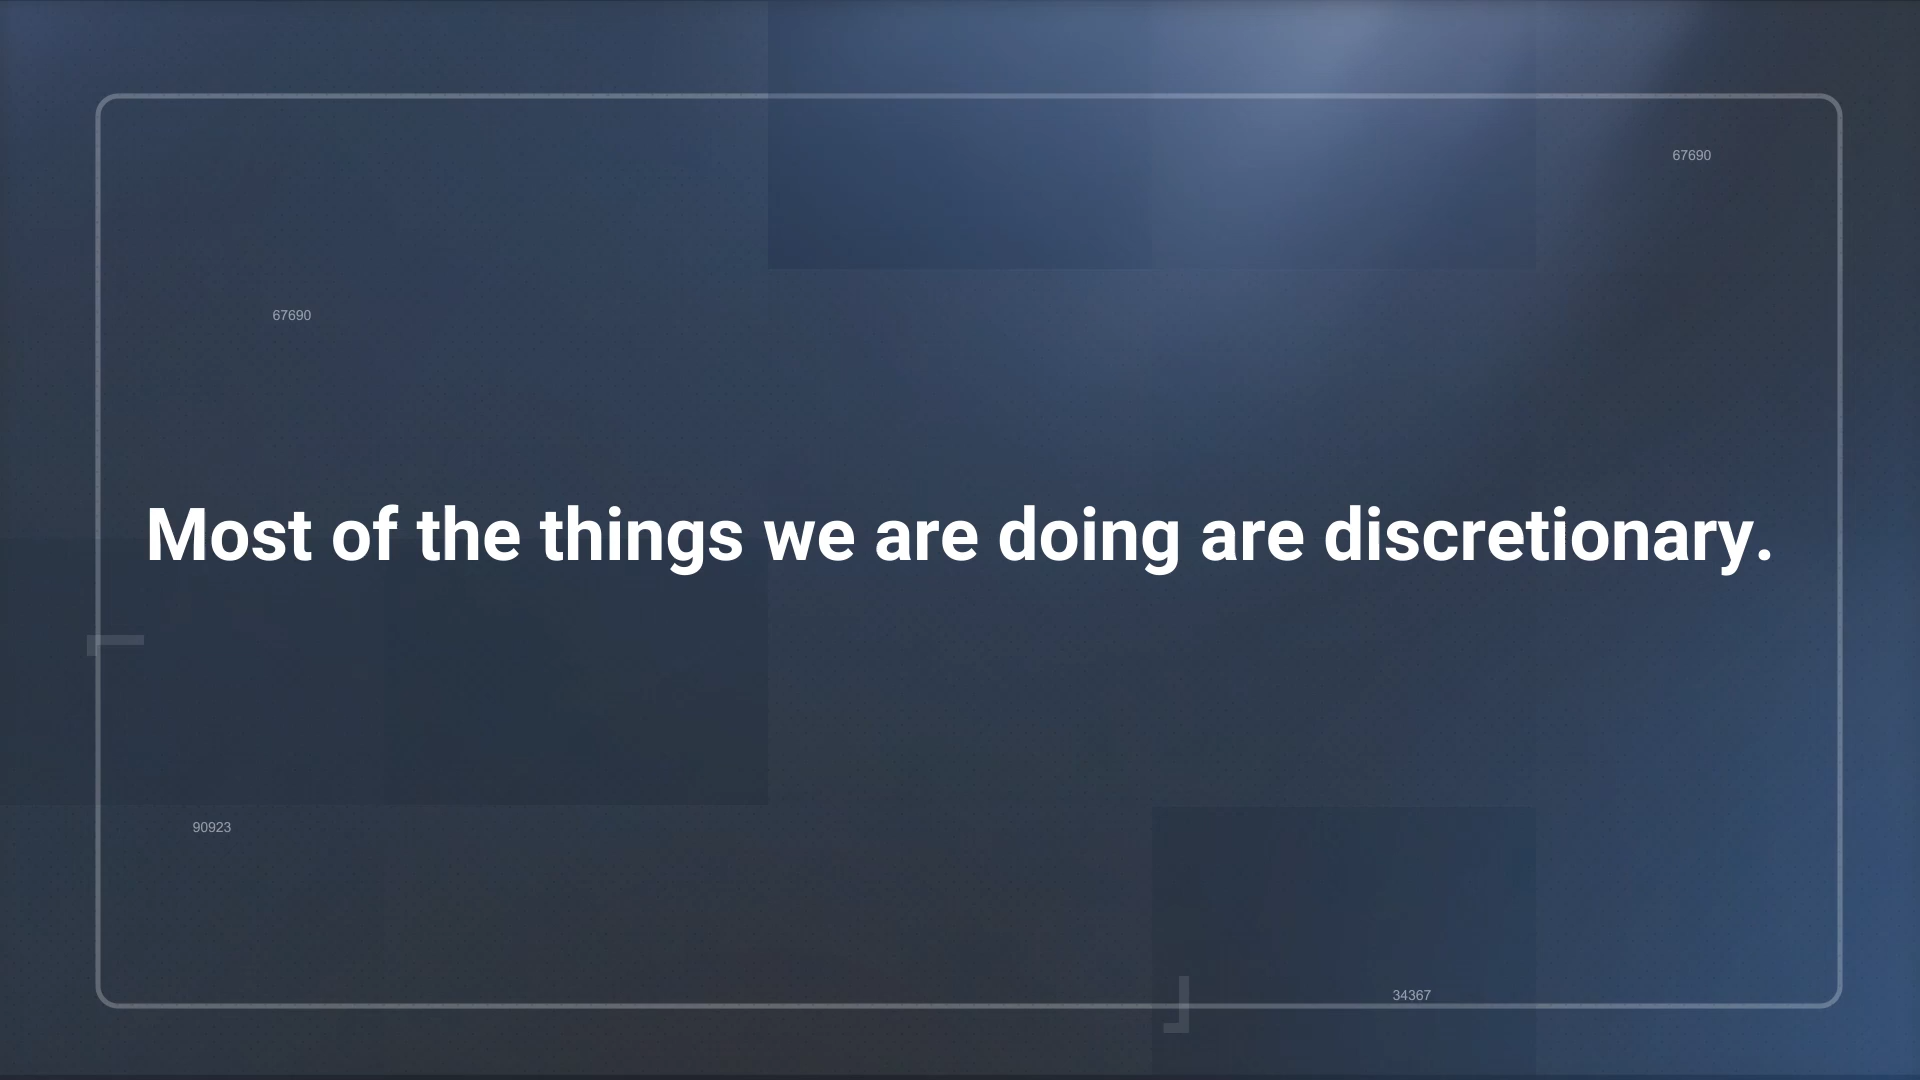 67690
67690
Most of the things we are doing are discretionary.
90923
34367